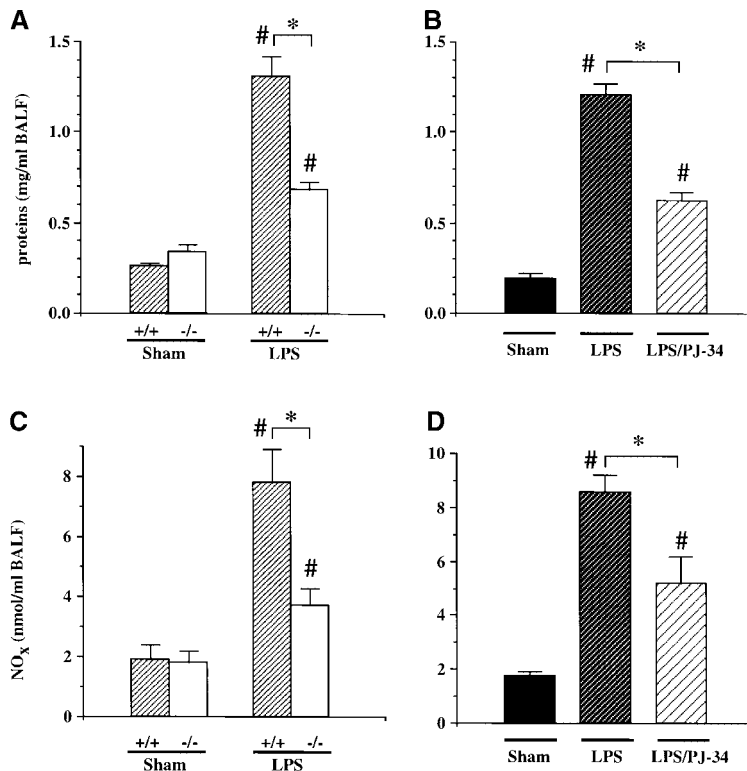 A
B
# *
# *
1.5
1.5
1.0
1.0
#
#
proteins (mg/ml BALF)
0.5
0.5
0.0
0.0
+/+ -/- +/+ -/-
Sham LPS
Sham LPS LPS/PJ-34
C
D
# *
# *
10
8
8
#
6
#
6
NOx (nmol/ml BALF)
4
4
2
2
0
0
+/+ -/- +/+ -/-
Sham LPS
Sham LPS LPS/PJ-34